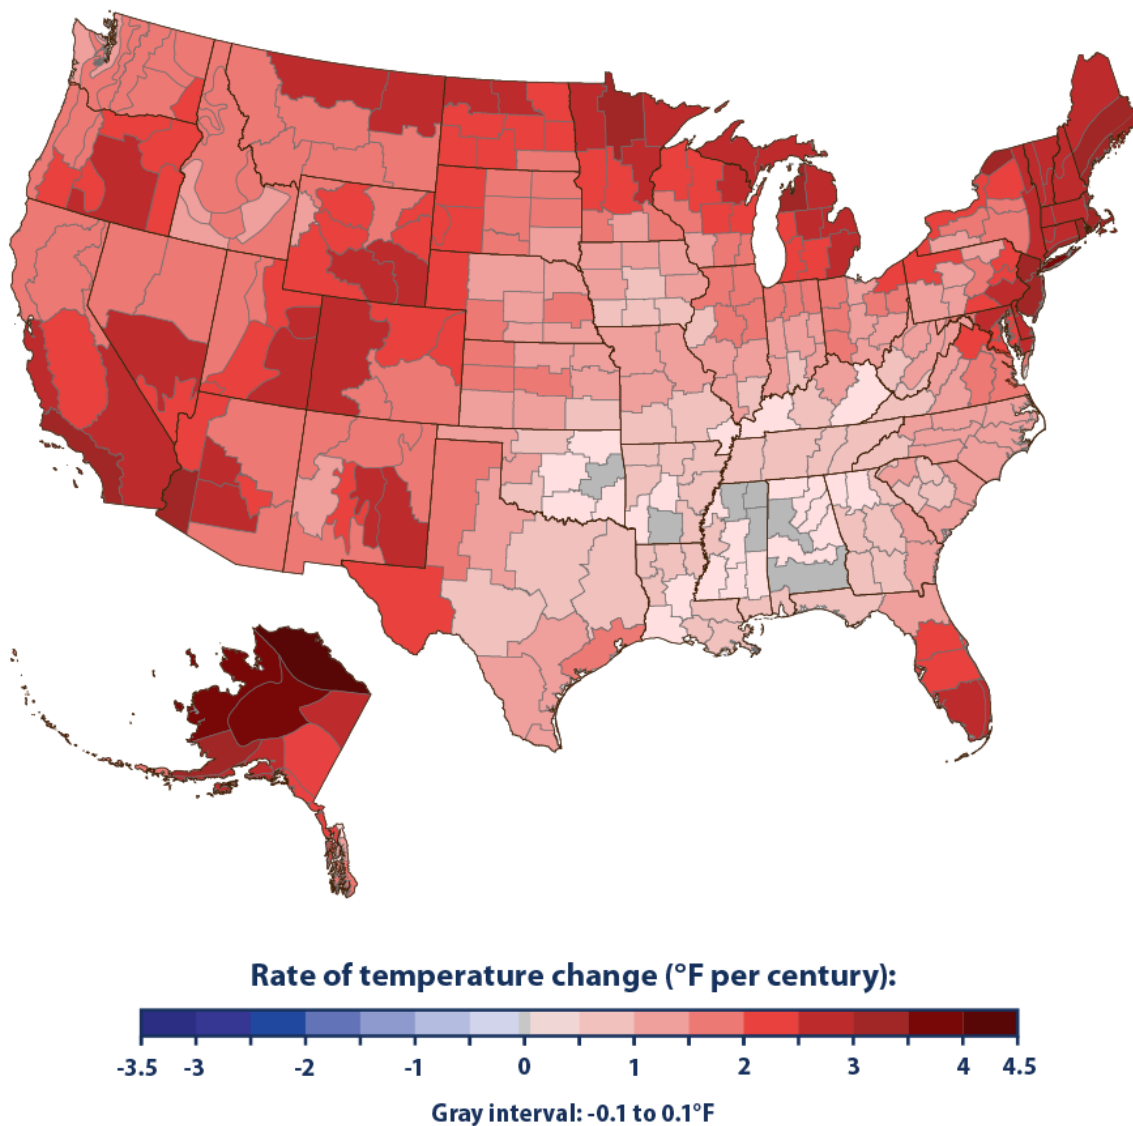 Rate of temperature change (°F per century):
-3.5 -3 -2 -1 0 1 2 3 4 4.5
Gray interval: -0.1 to 0.1°F